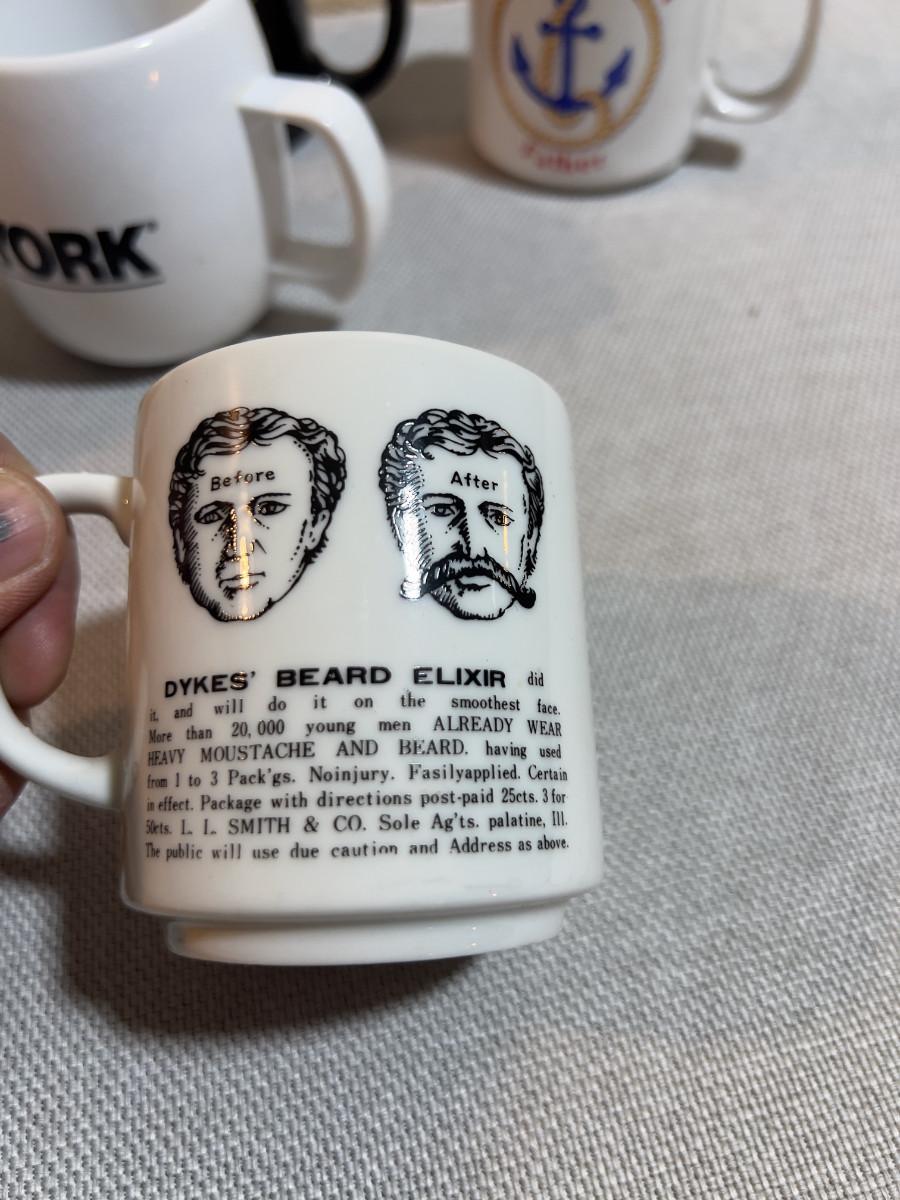 YORK
Before
After
DYKES' BEARD ELIXIR did
it, and will do it on the smoothest face.
More than 20,000 young men ALREADY WEAR
HEAVY MOUSTACHE AND BEARD. having used
from 1 to 3 Pack'gs. Noinjury. Fasilyapplied. Certain
in effect. Package with directions post-paid 25cts. 3 for
50cts. L. L. SMITH & CO. Sole Ag'ts. palatine, Ill.
The public will use due caution and Address as above.